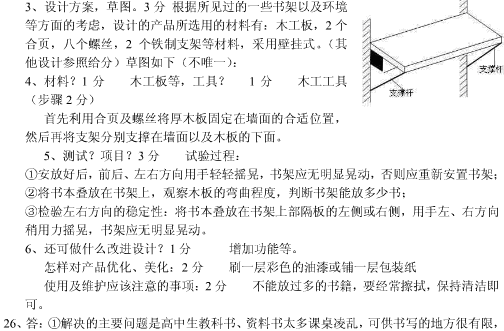 3、设计方案，草图。3 分  根据所见过的一些书架以及环境
等方面的考虑，设计的产品所选用的材料有：木工板，2 个
合页，八个螺丝，2 个铁制支架等材料，采用壁挂式。（其
他设计参照给分）草图如下（不唯一）：
支撑杆
支撑杆
4、材料？1 分    木工板等，工具？    1 分    木工工具
（步骤 2 分）
首先利用合页及螺丝将厚木板固定在墙面的合适位置，
然后再将支架分别支撑在墙面以及木板的下面。
5、测试？项目？3 分    试验过程：
①安放好后，前后、左右方向用手轻轻摇晃，书架应无明显晃动，否则应重新安置书架；
②将书本叠放在书架上，观察木板的弯曲程度，判断书架能放多少书；
③检验左右方向的稳定性：将书本叠放在书架上部隔板的左侧或右侧，用手左、右方向
稍用力摇晃，书架应无明显晃动。
6、还可做什么改进设计？1 分      增加功能等。
怎样对产品优化、美化：2 分    刷一层彩色的油漆或铺一层包装纸
使用及维护应该注意的事项：2 分    不能放过多的书籍，要经常擦拭，保持清洁即
可。
26、答：①解决的主要问题是高中生教科书、资料书太多课桌凌乱，可供书写的地方很有限，